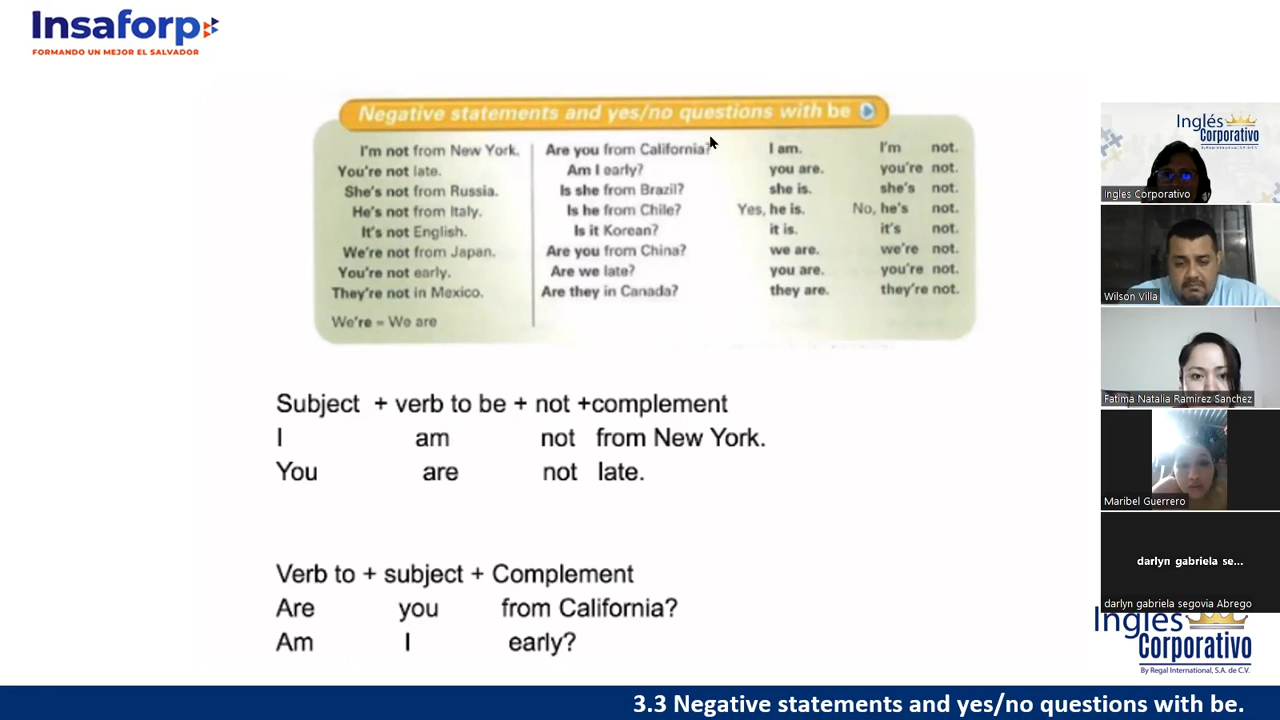 Insaforp
FORMANDO UN MEJOR EL SALVADOR
Negative statements and yes/no questions with be
I'm not from New York.
You're not late.
She's not from Russia.
He's not from Italy.
It's not English.
We're not from Japan.
You're not early.
They're not in Mexico.
We're = We are
Are you from California?
Am I early?
Is she from Brazil?
Is he from Chile?
Is it Korean?
Are you from China?
Are we late?
Are they in Canada?
I am.
you are.
she is.
Yes, he is.
it is.
we are.
you are.
they are.
I'm not.
you're not.
she's not.
No, he's not.
it's not.
we're not.
you're not.
they're not.
Subject + verb to be + not +complement
I am not from New York.
You are not late.
Verb to + subject + Complement
Are you from California?
Am I early?
Inglés
Corporativo
By Regal International, S.A. de C.V.
Ingles Corporativo
Wilson Villa
Fatima Natalia Ramirez Sanchez
Maribel Guerrero
darlyn gabriela se...
darlyn gabriela segovia Abrego
Inglés
Corporativo
By Regal International, S.A. de C.V.
3.3 Negative statements and yes/no questions with be.